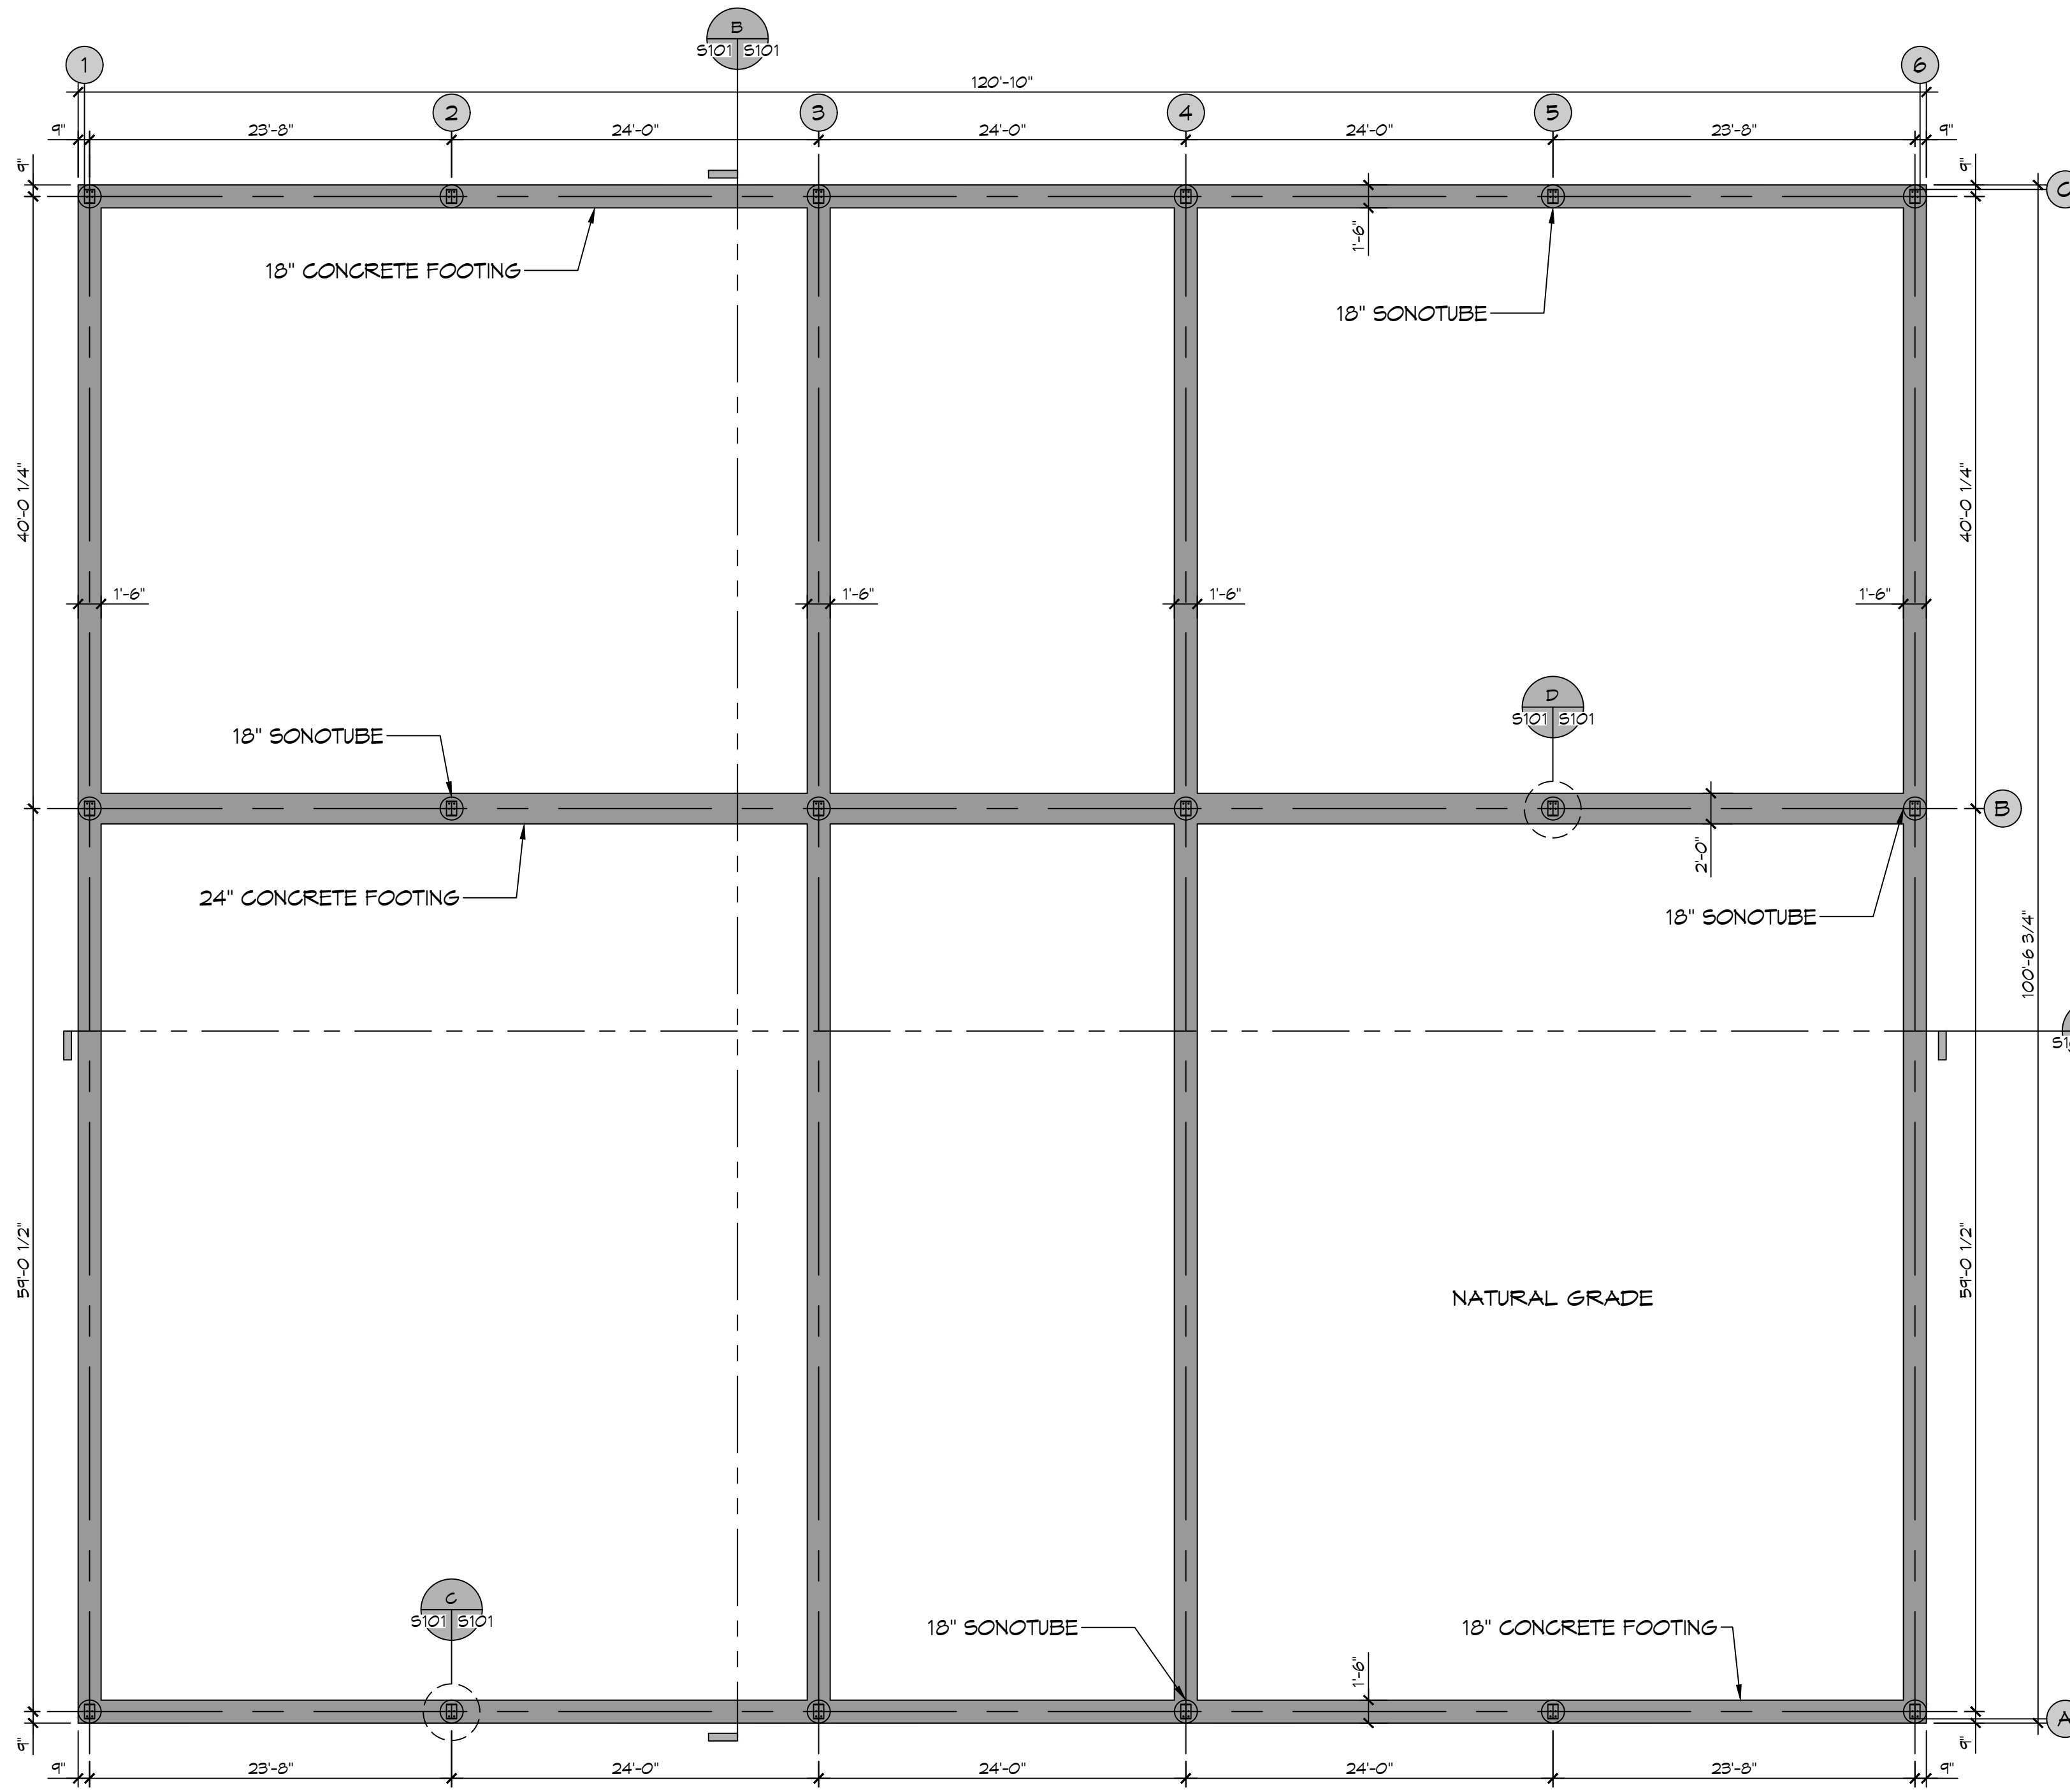 B
S101 S101
1
6
120'-10"
2
3
4
5
9"
23'-8"
24'-0"
24'-0"
24'-0"
23'-8"
9"
9"
9"
C
1'-6"
18" CONCRETE FOOTING
18" SONOTUBE
40'-0 1/4"
40'-0 1/4"
1'-6"
1'-6"
1'-6"
1'-6"
D
S101 S101
18" SONOTUBE
B
2'-0"
24" CONCRETE FOOTING
18" SONOTUBE
100'-6 3/4"
59'-0 1/2"
59'-0 1/2"
NATURAL GRADE
C
S101 S101
18" SONOTUBE
18" CONCRETE FOOTING
1'-6"
A
9"
9"
9"
23'-8"
24'-0"
24'-0"
24'-0"
23'-8"
9"